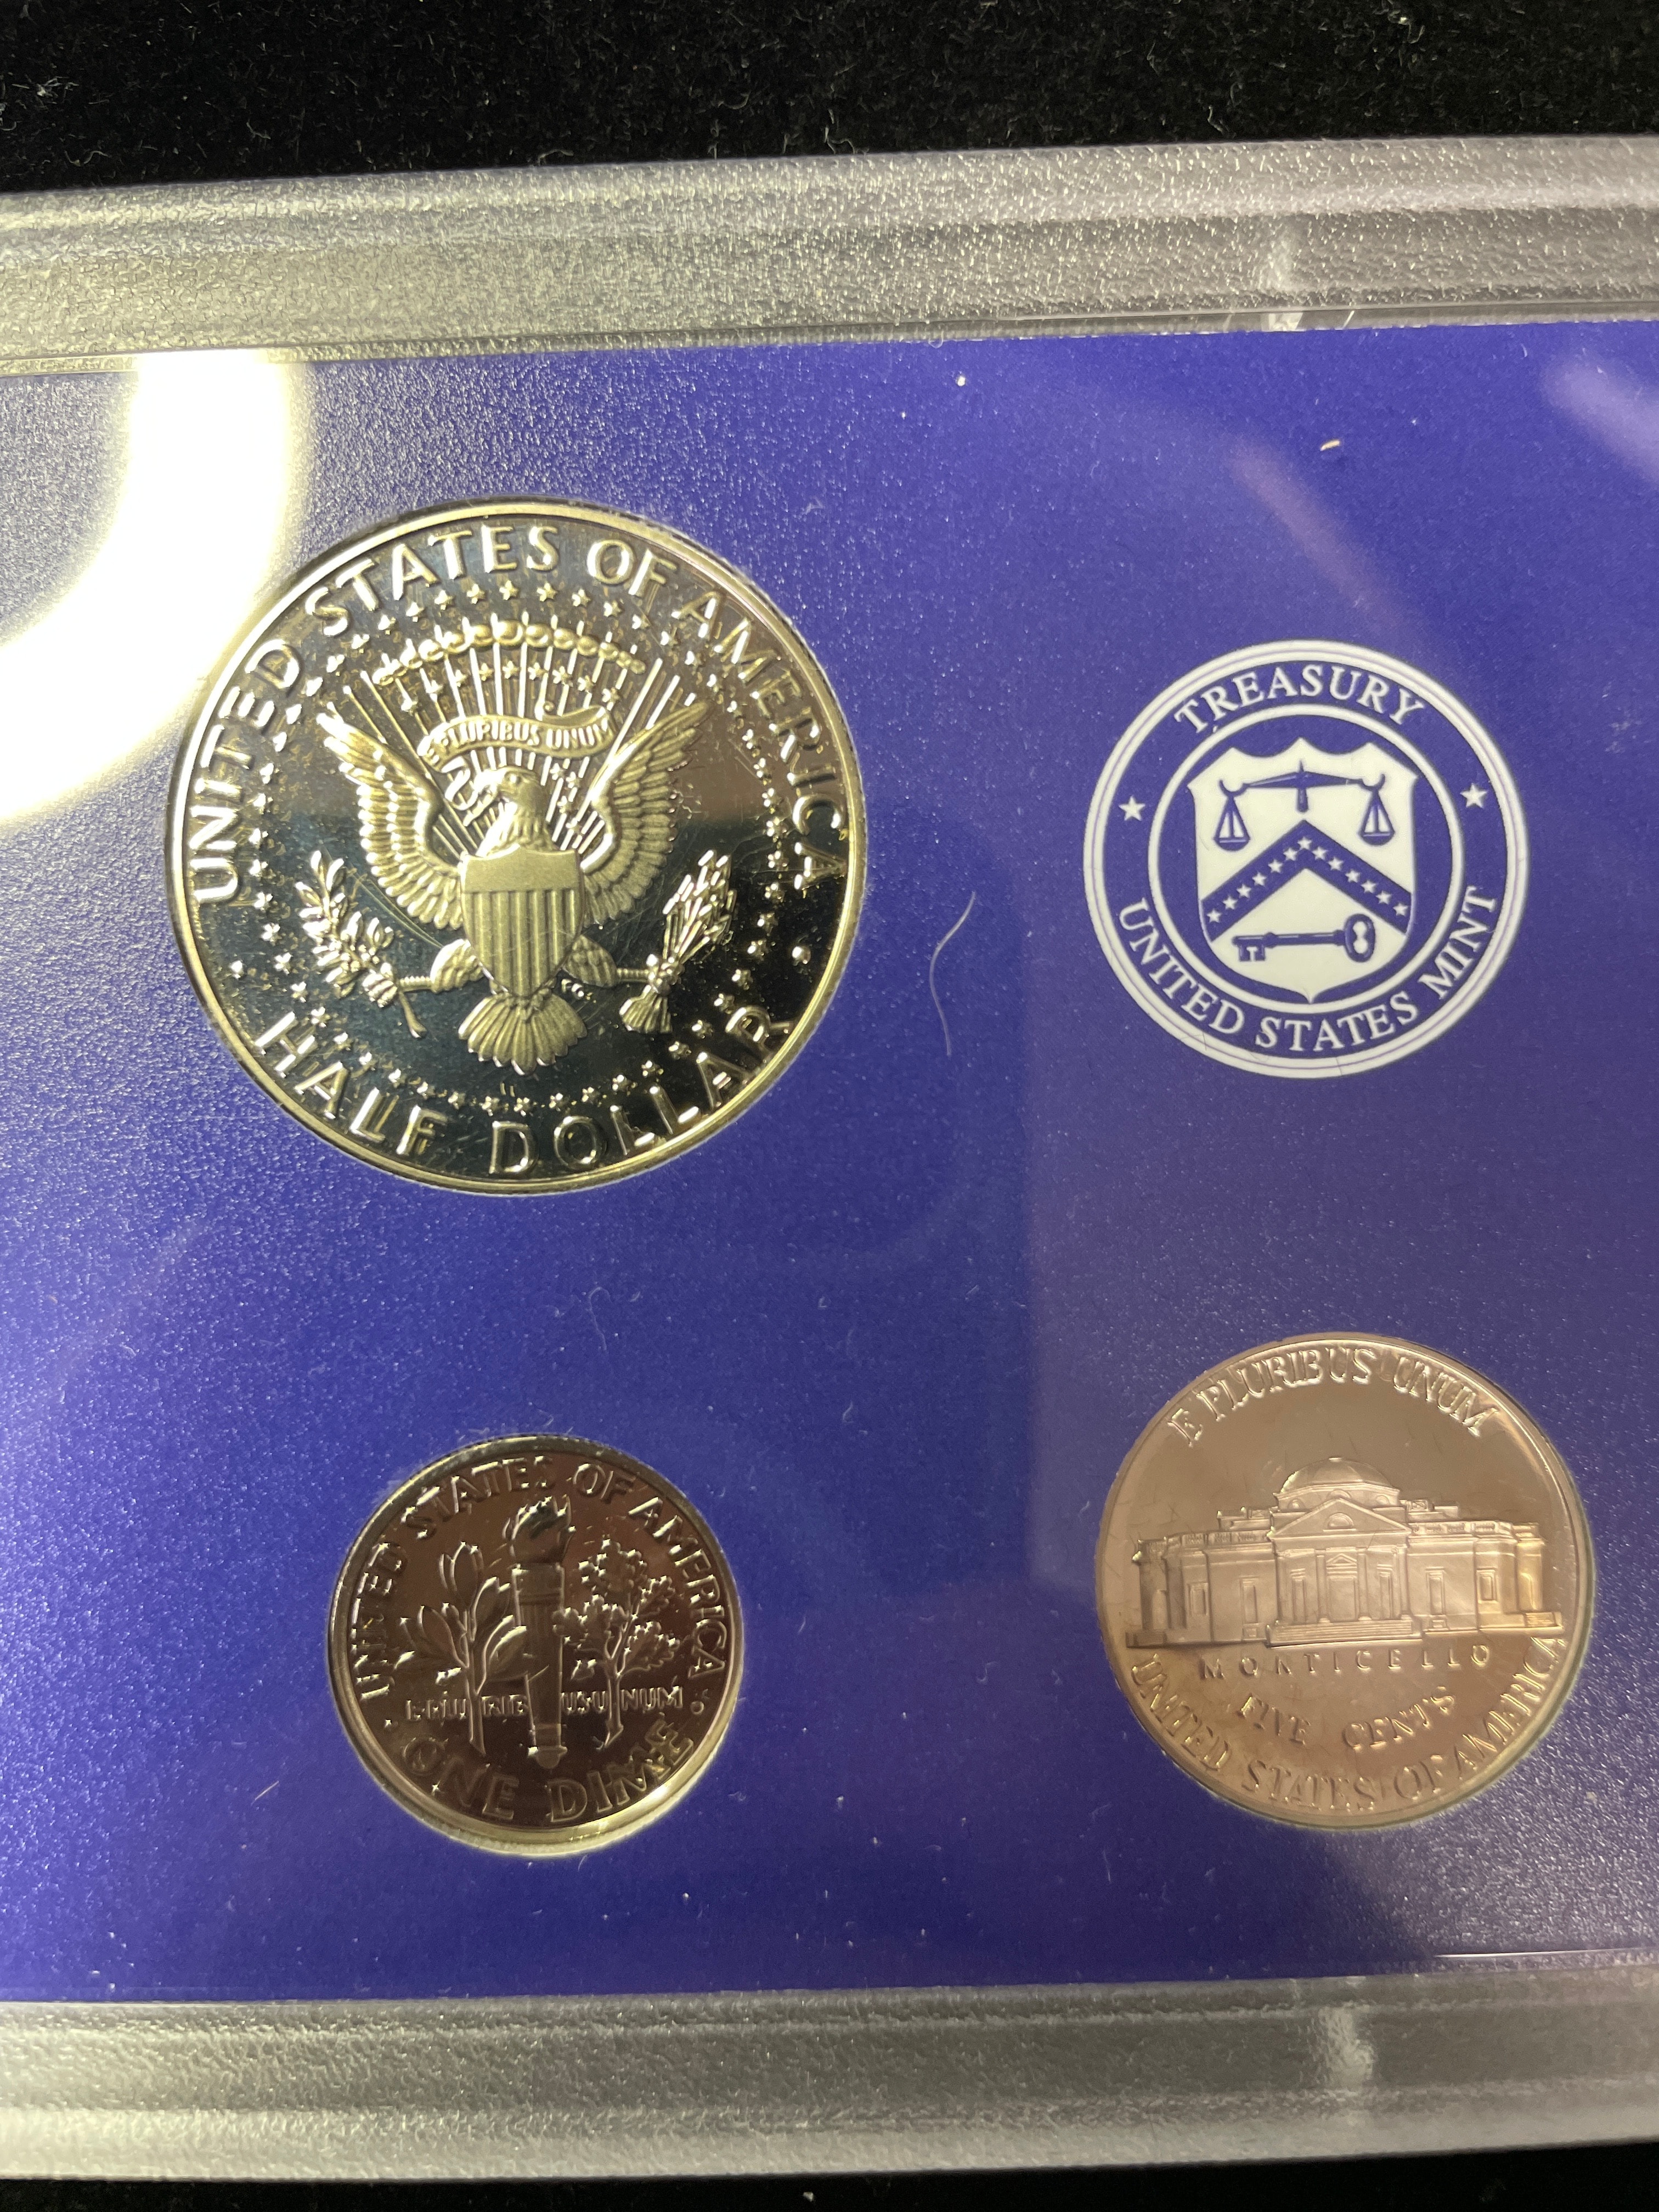 UNITED STATES OF AMERICA
E PLURIBUS UNUM
FG
HALF DOLLAR
TREASURY
UNITED STATES MINT
UNITED STATES OF AMERICA
E PLURIBUS UNUM
ONE DIME
E PLURIBUS UNUM
MONTICELLO
FIVE CENTS
UNITED STATES OF AMERICA